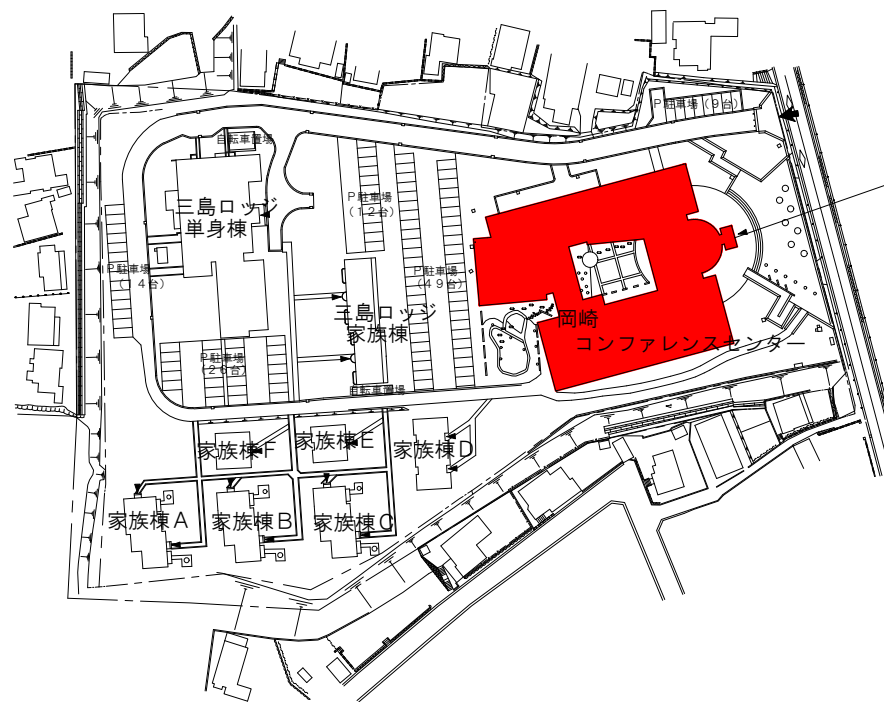 P駐車場（9台）
自転車置場
三島ロッジ
単身棟
P駐車場
（12台）
P駐車場
（14台）
P駐車場
（49台）
三島ロッジ
家族棟
岡崎
コンファレンスセンター
P駐車場
（26台）
自転車置場
家族棟F
家族棟E
家族棟D
家族棟A
家族棟B
家族棟C